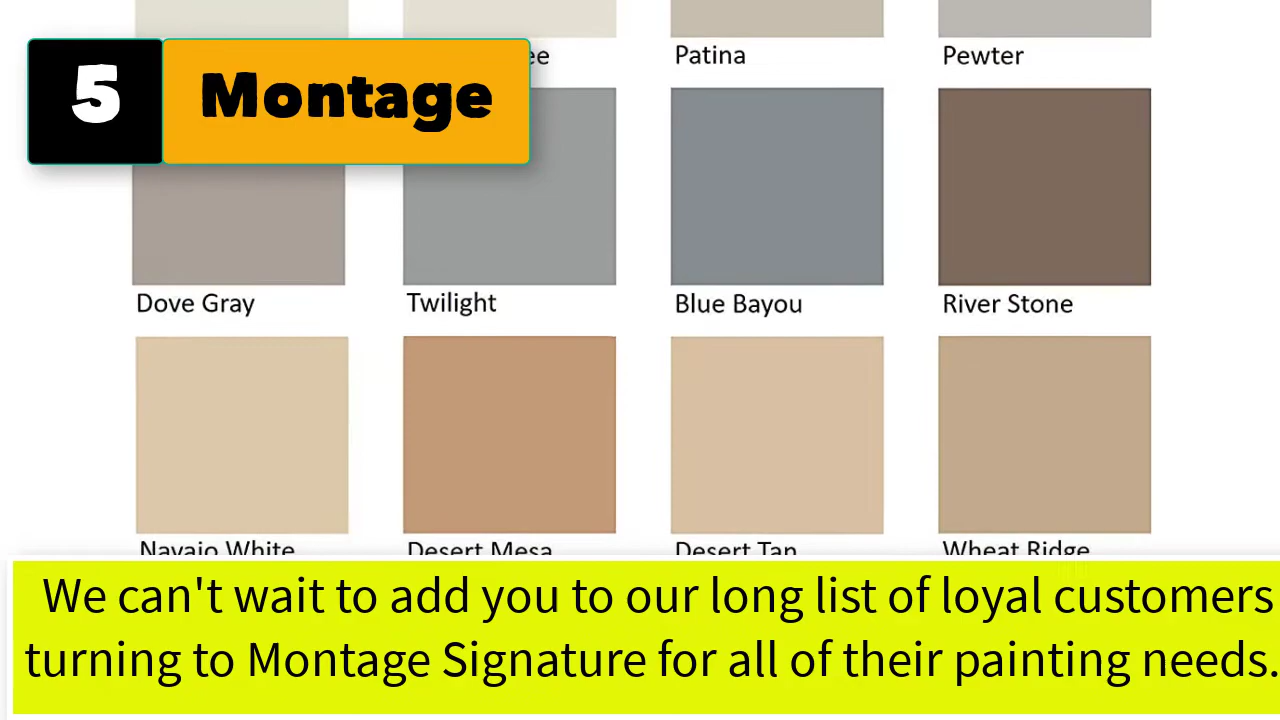 5 Montage
Patina
Pewter
Dove Gray
Twilight
Blue Bayou
River Stone
Navajo White
Desert Mesa
Desert Tan
Wheat Ridge
We can't wait to add you to our long list of loyal customers
turning to Montage Signature for all of their painting needs.